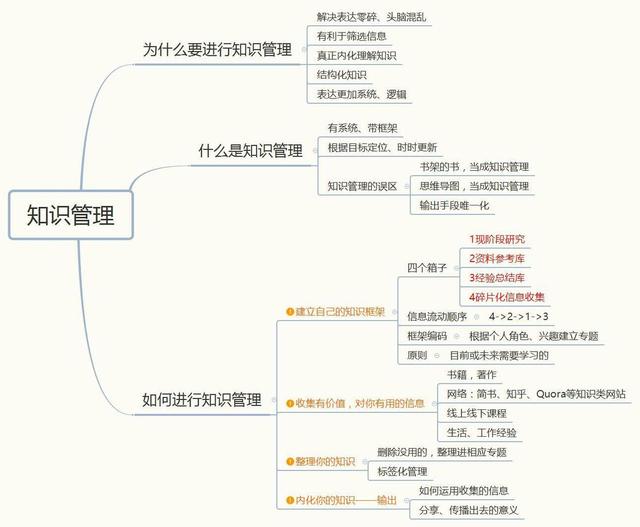 知识管理
为什么要进行知识管理
解决表达零碎、头脑混乱
有利于筛选信息
真正内化理解知识
结构化知识
表达更加系统、逻辑
什么是知识管理
有系统、带框架
根据目标定位、时时更新
知识管理的误区
书架的书，当成知识管理
思维导图，当成知识管理
输出手段唯一化
如何进行知识管理
建立自己的知识框架
四个箱子
1现阶段研究
2资料参考库
3经验总结库
4碎片化信息收集
信息流动顺序
4->2->1->3
框架编码
根据个人角色、兴趣建立专题
原则
目前或未来需要学习的
收集有价值，对你有用的信息
书籍，著作
网络：简书、知乎、Quora等知识类网站
线上线下课程
生活、工作经验
整理你的知识
删除没用的，整理进相应专题
标签化管理
内化你的知识——输出
如何运用收集的信息
分享、传播出去的意义